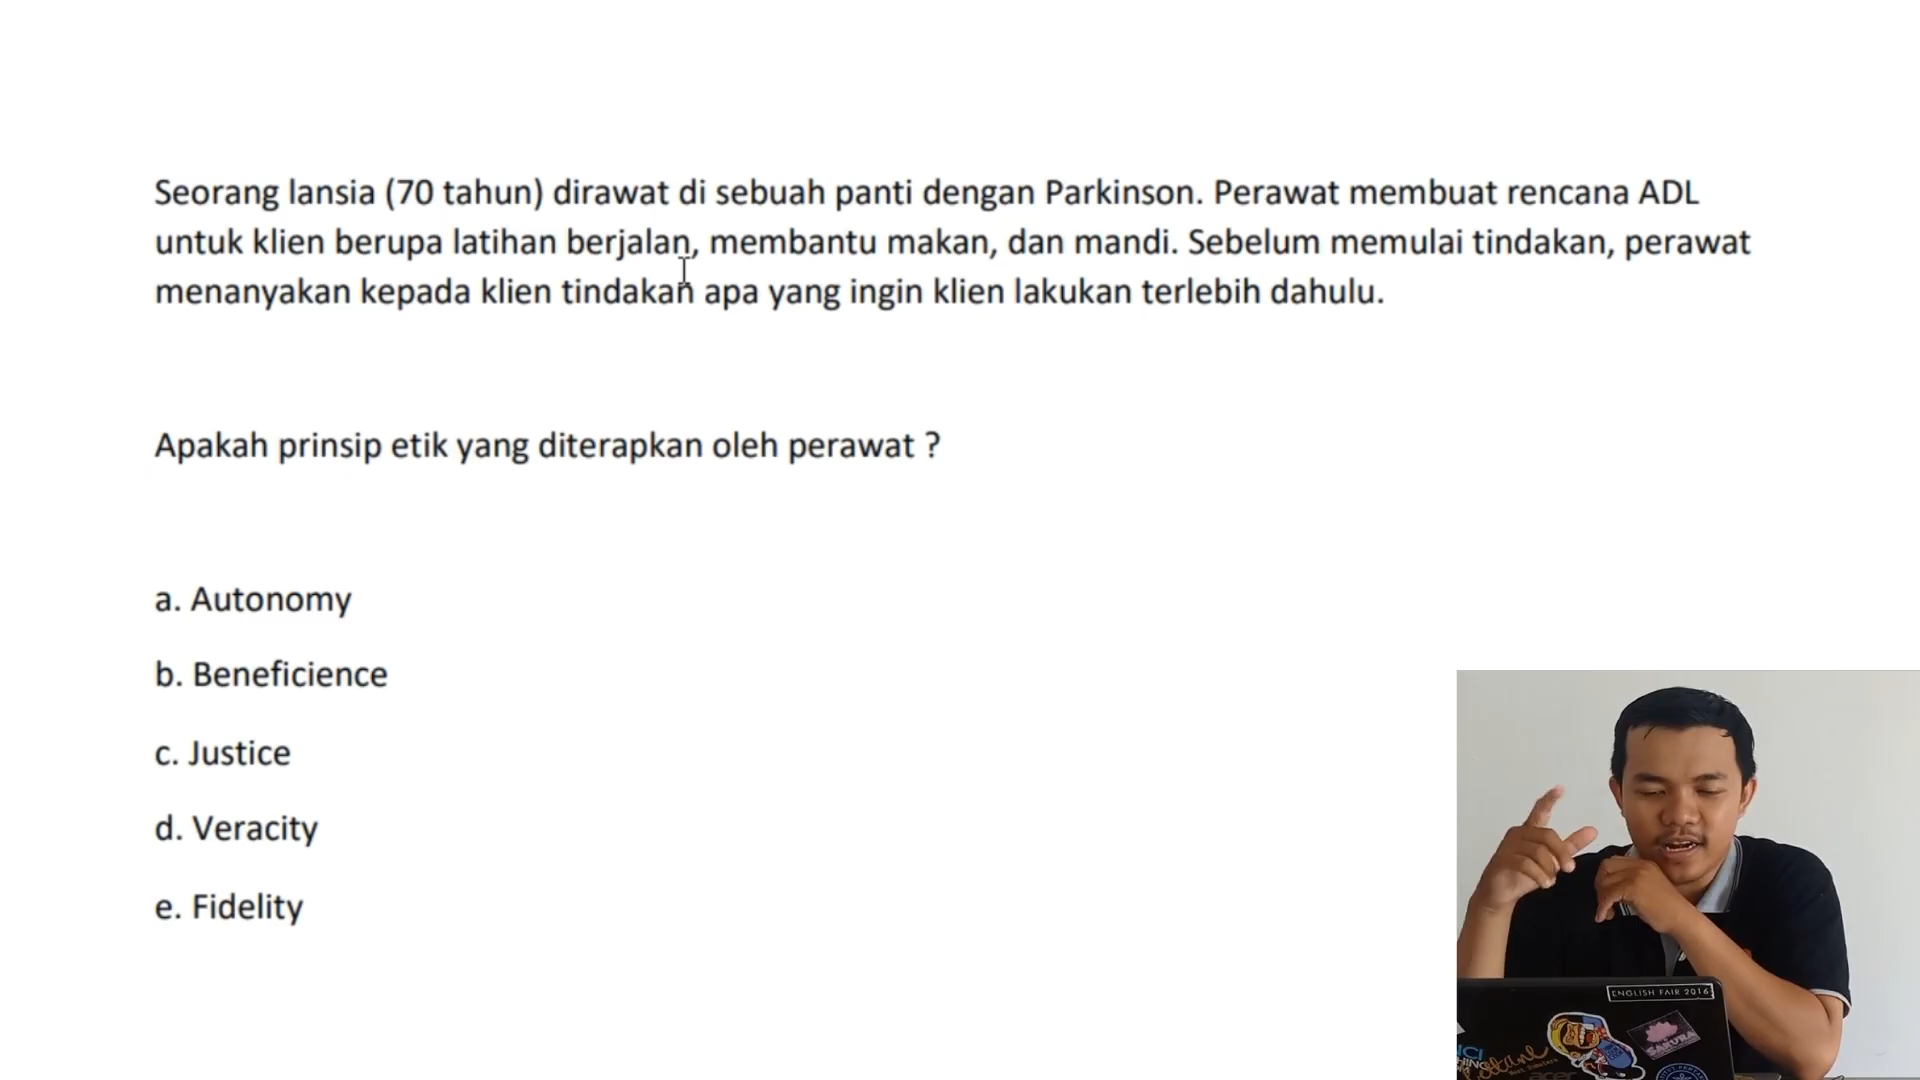 Seorang lansia (70 tahun) dirawat di sebuah panti dengan Parkinson. Perawat membuat rencana ADL
untuk klien berupa latihan berjalan, membantu makan, dan mandi. Sebelum memulai tindakan, perawat
menanyakan kepada klien tindakan apa yang ingin klien lakukan terlebih dahulu.
Apakah prinsip etik yang diterapkan oleh perawat ?
a. Autonomy
b. Beneficience
c. Justice
d. Veracity
e. Fidelity
ENGLISH FAIR 2016
SAKURA
acer